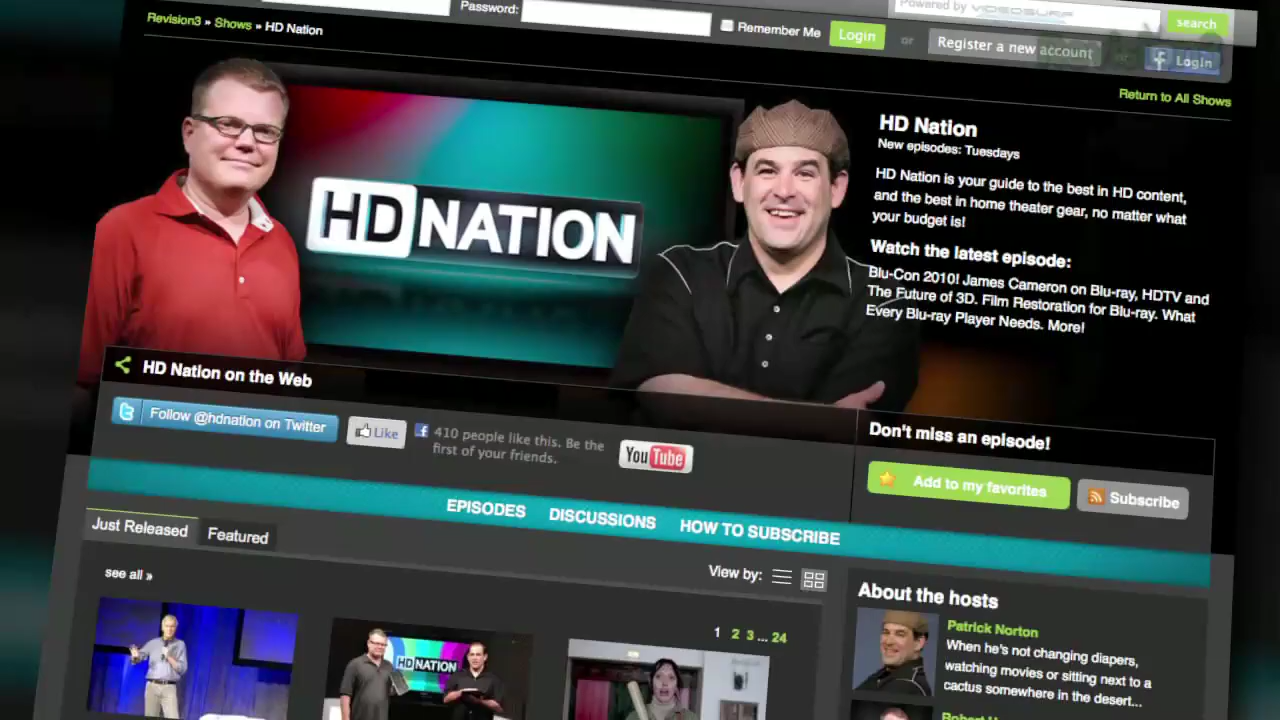 Password:
Powered by VIDEOSURF
search
Revision3 » Shows » HD Nation
Remember Me
Login
or
Register a new account
Login
Return to All Shows
HD Nation
New episodes: Tuesdays
HD Nation is your guide to the best in HD content,
and the best in home theater gear, no matter what
your budget is!
HD NATION
Watch the latest episode:
Blu-Con 2010! James Cameron on Blu-ray, HDTV and
The Future of 3D. Film Restoration for Blu-ray. What
Every Blu-ray Player Needs. More!
HD Nation on the Web
Follow @hdnation on Twitter
Like
410 people like this. Be the
first of your friends.
YouTube
Don't miss an episode!
Add to my favorites
Subscribe
EPISODES DISCUSSIONS HOW TO SUBSCRIBE
Just Released Featured
View by:
see all »
1 2 3 ... 24
HD NATION
About the hosts
Patrick Norton
When he's not changing diapers,
watching movies or sitting next to a
cactus somewhere in the desert...
Robert